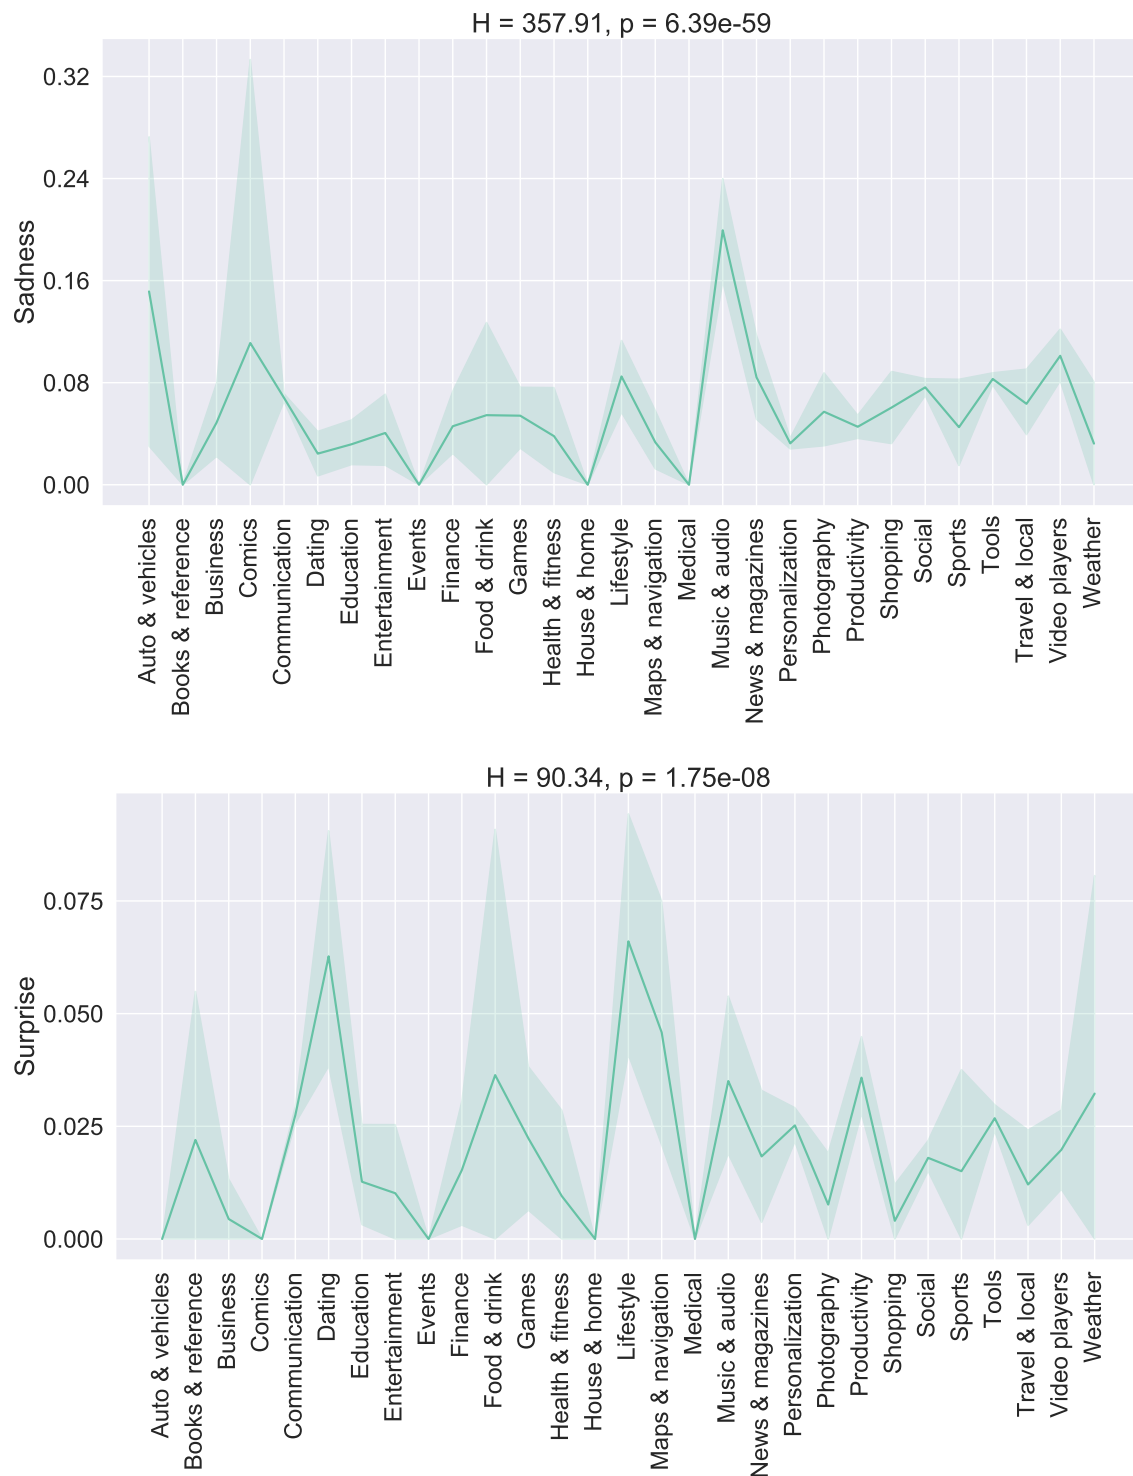 H = 357.91, p = 6.39e-59
Sadness
0.32
0.24
0.16
0.08
0.00
Auto & vehicles
Books & reference
Business
Comics
Communication
Dating
Education
Entertainment
Events
Finance
Food & drink
Games
Health & fitness
House & home
Lifestyle
Maps & navigation
Medical
Music & audio
News & magazines
Personalization
Photography
Productivity
Shopping
Social
Sports
Tools
Travel & local
Video players
Weather
H = 90.34, p = 1.75e-08
Surprise
0.075
0.050
0.025
0.000
Auto & vehicles
Books & reference
Business
Comics
Communication
Dating
Education
Entertainment
Events
Finance
Food & drink
Games
Health & fitness
House & home
Lifestyle
Maps & navigation
Medical
Music & audio
News & magazines
Personalization
Photography
Productivity
Shopping
Social
Sports
Tools
Travel & local
Video players
Weather